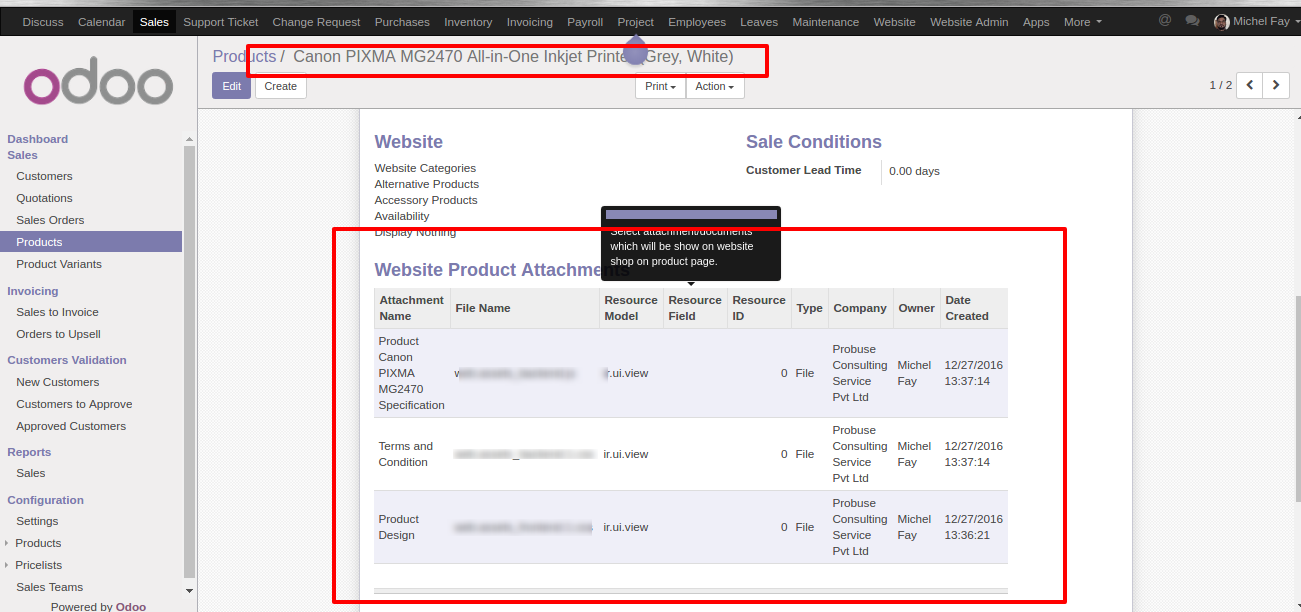 Discuss Calendar Sales Support Ticket Change Request Purchases Inventory Invoicing Payroll Project Employees Leaves Maintenance Website Website Admin Apps More @ Michel Fay
odoo
Products / Canon PIXMA MG2470 All-in-One Inkjet Printer (Grey, White)
Edit Create Print Action 1 / 2
Dashboard
Sales
Customers
Quotations
Sales Orders
Products
Product Variants
Invoicing
Sales to Invoice
Orders to Upsell
Customers Validation
New Customers
Customers to Approve
Approved Customers
Reports
Sales
Configuration
Settings
Products
Pricelists
Sales Teams
Powered by Odoo
Website
Website Categories
Alternative Products
Accessory Products
Availability
Display Nothing
Sale Conditions
Customer Lead Time 0.00 days
Select attachment/documents
which will be show on website
shop on product page.
Website Product Attachments
Attachment Name File Name Resource Model Resource Field Resource ID Type Company Owner Date Created
Product
Canon
PIXMA
MG2470
Specification
ir.ui.view 0 File
Probuse
Consulting
Service
Pvt Ltd
Michel
Fay
12/27/2016
13:37:14
Terms and
Condition
ir.ui.view 0 File
Probuse
Consulting
Service
Pvt Ltd
Michel
Fay
12/27/2016
13:37:14
Product
Design
ir.ui.view 0 File
Probuse
Consulting
Service
Pvt Ltd
Michel
Fay
12/27/2016
13:36:21